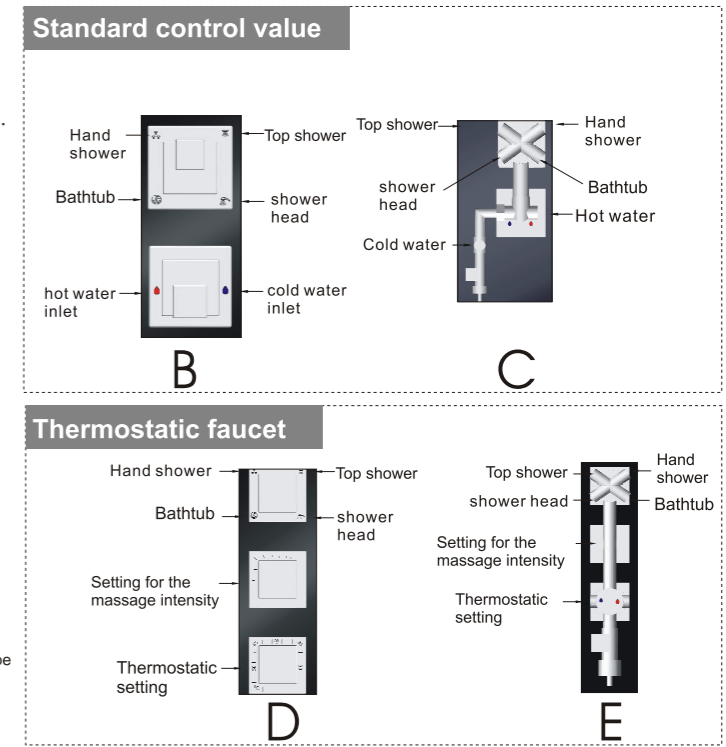 Standard control value
Hand
shower
Top shower
Bathtub
shower
head
hot water
inlet
cold water
inlet
B
Top shower
Hand
shower
shower
head
Bathtub
Hot water
Cold water
C
Thermostatic faucet
Hand shower
Top shower
Bathtub
shower
head
Setting for the
massage intensity
Thermostatic
setting
D
Top shower
Hand
shower
shower head
Bathtub
Setting for the
massage intensity
Thermostatic
setting
E